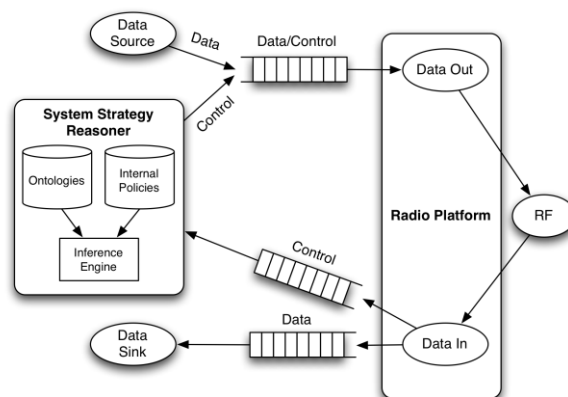 Data
Source
Data
Data/Control
Data Out
Control
System Strategy
Reasoner
Ontologies
Internal
Policies
Inference
Engine
Radio Platform
RF
Control
Data
Sink
Data
Data In